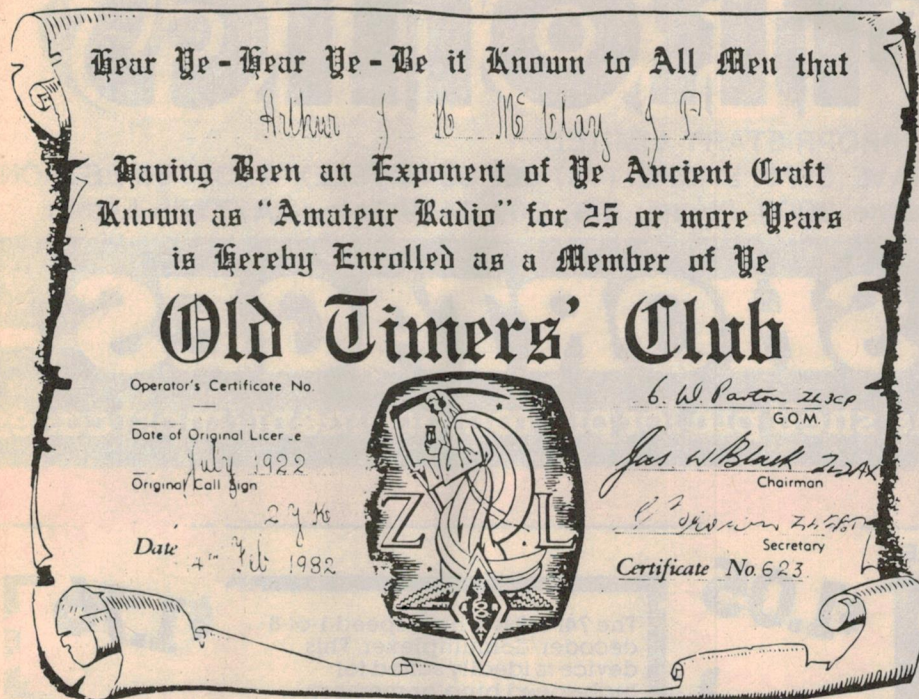 Hear Ye - Hear Ye - Be it Known to All Men that
Arthur J H McClay J P
Having Been an Exponent of Ye Ancient Craft
Known as "Amateur Radio" for 25 or more Years
is Hereby Enrolled as a Member of Ye
Old Timers' Club
Operator's Certificate No.
—
Date of Original License
July 1922
Original Call Sign
Date 4th Feb 1982
Z L
ZL3CP
G.O.M.
Jas W Black ZL2AX
Chairman
Secretary
Certificate No. 623